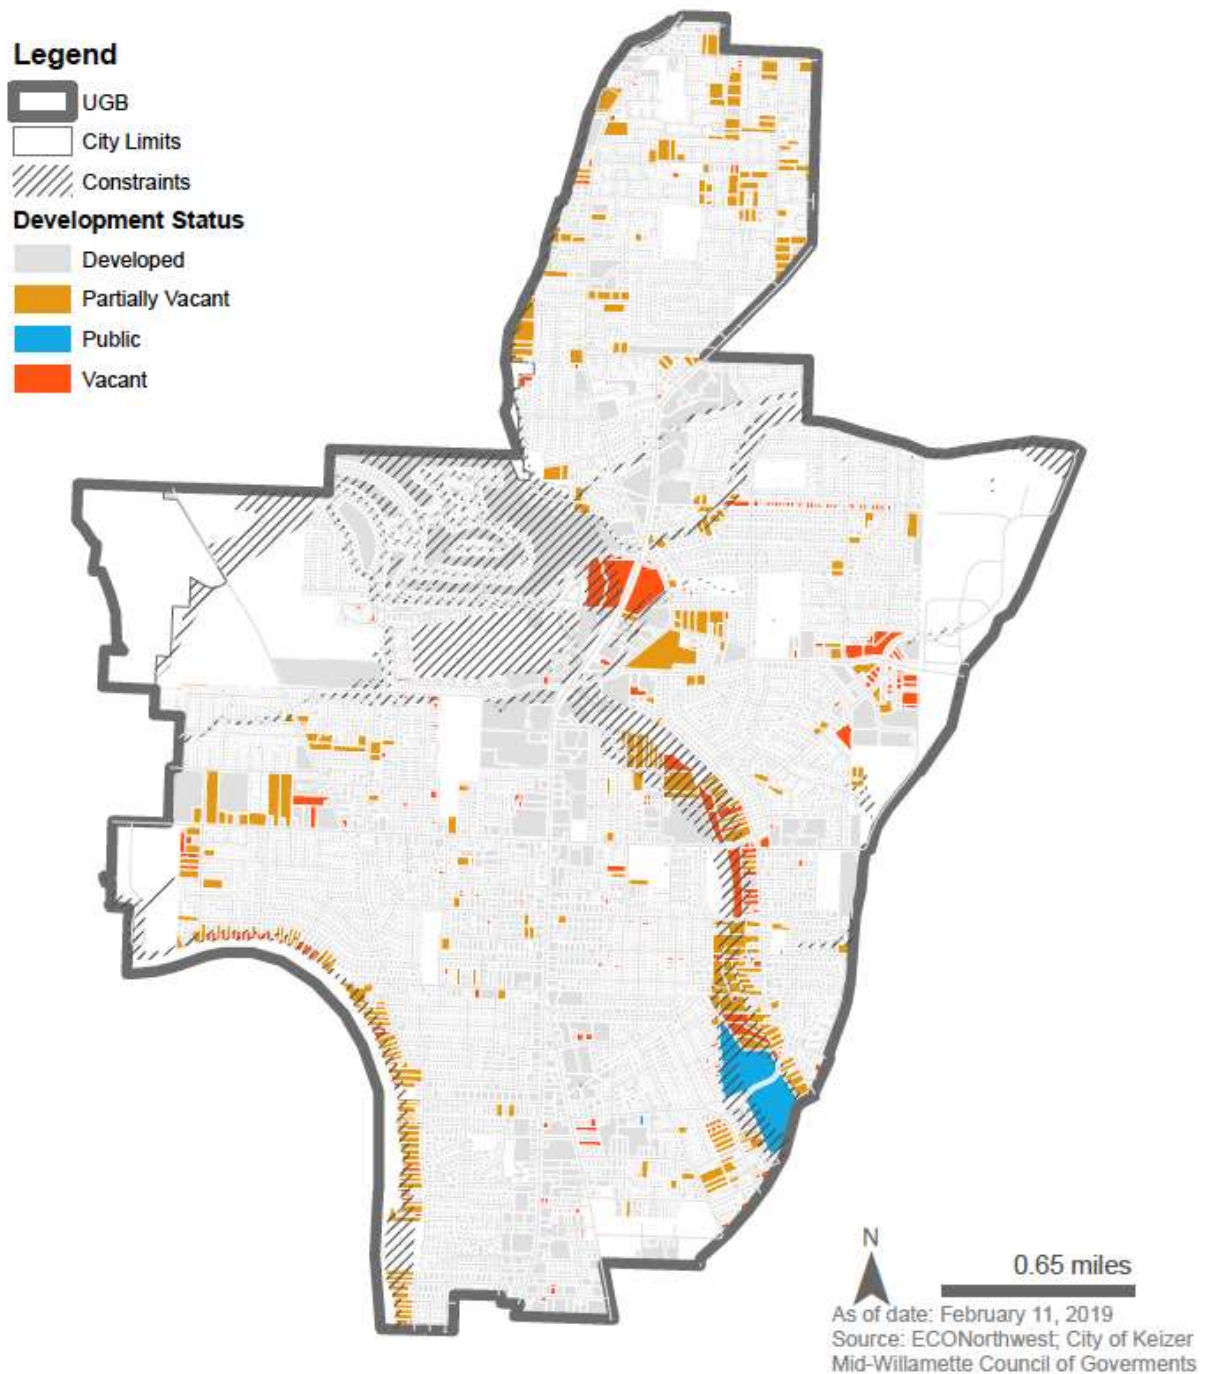 Legend
UGB
City Limits
Constraints
Development Status
Developed
Partially Vacant
Public
Vacant
N
0.65 miles
As of date: February 11, 2019
Source: ECONorthwest; City of Keizer
Mid-Willamette Council of Goverments